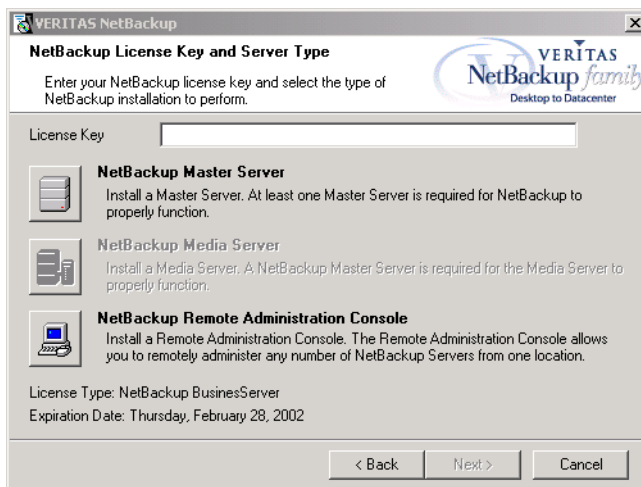 VERITAS NetBackup
NetBackup License Key and Server Type
Enter your NetBackup license key and select the type of
NetBackup installation to perform.
VERITAS
NetBackup family
Desktop to Datacenter
License Key
NetBackup Master Server
Install a Master Server. At least one Master Server is required for NetBackup to
properly function.
NetBackup Media Server
Install a Media Server. A NetBackup Master Server is required for the Media Server to
properly function.
NetBackup Remote Administration Console
Install a Remote Administration Console. The Remote Administration Console allows
you to remotely administer any number of NetBackup Servers from one location.
License Type: NetBackup BusinesServer
Expiration Date: Thursday, February 28, 2002
< Back
Next >
Cancel